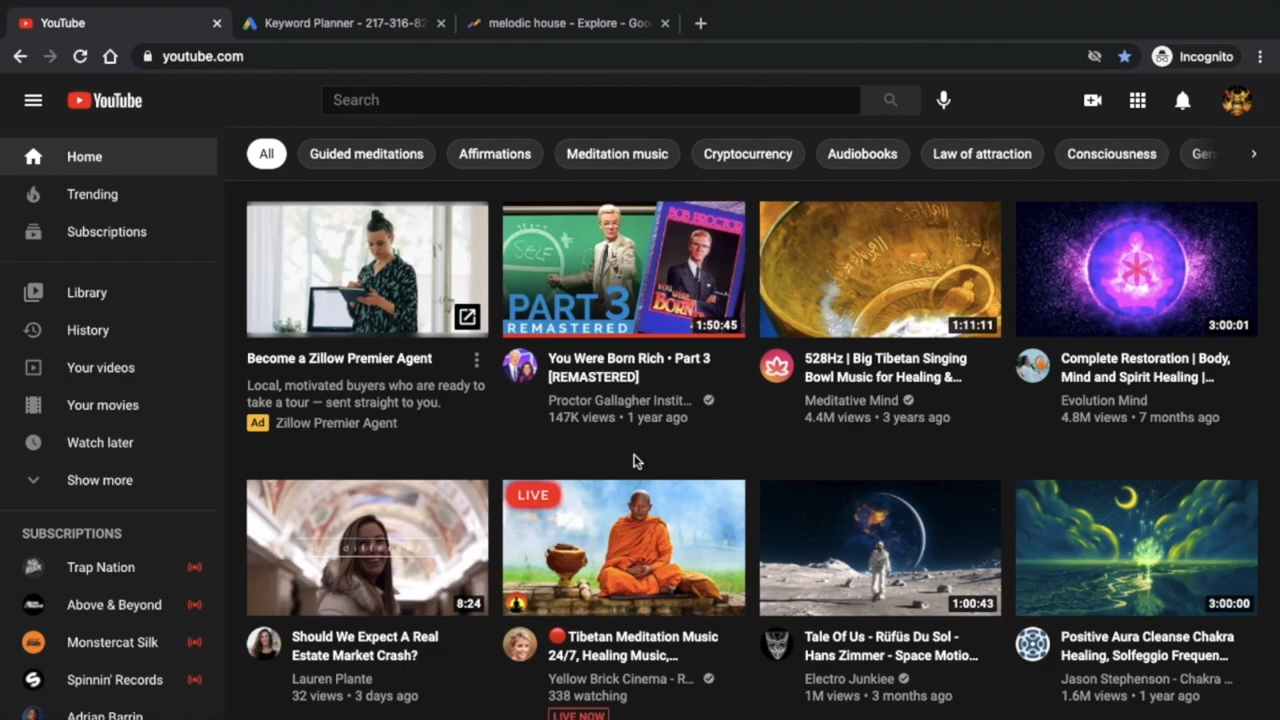 YouTube
Keyword Planner - 217-316-82
melodic house - Explore - Goo
youtube.com
Incognito
YouTube
Search
Home
Trending
Subscriptions
Library
History
Your videos
Your movies
Watch later
Show more
SUBSCRIPTIONS
Trap Nation
Above & Beyond
Monstercat Silk
Spinnin' Records
Adrian Barrin
All
Guided meditations
Affirmations
Meditation music
Cryptocurrency
Audiobooks
Law of attraction
Consciousness
Become a Zillow Premier Agent
Local, motivated buyers who are ready to
take a tour — sent straight to you.
Ad Zillow Premier Agent
SELF
BOB PROCTOR
YOU WERE
BORN
PART 3
REMASTERED
1:50:45
You Were Born Rich • Part 3
[REMASTERED]
Proctor Gallagher Instit...
147K views • 1 year ago
1:11:11
528Hz | Big Tibetan Singing
Bowl Music for Healing &...
Meditative Mind
4.4M views • 3 years ago
3:00:01
Complete Restoration | Body,
Mind and Spirit Healing |...
Evolution Mind
4.8M views • 7 months ago
be different
8:24
Should We Expect A Real
Estate Market Crash?
Lauren Plante
32 views • 3 days ago
LIVE
Tibetan Meditation Music
24/7, Healing Music,...
Yellow Brick Cinema - R...
338 watching
LIVE NOW
1:00:43
Tale Of Us - Rüfüs Du Sol -
Hans Zimmer - Space Motio...
Electro Junkiee
1M views • 3 months ago
3:00:00
Positive Aura Cleanse Chakra
Healing, Solfeggio Frequen...
Jason Stephenson - Chakra ...
1.6M views • 1 year ago